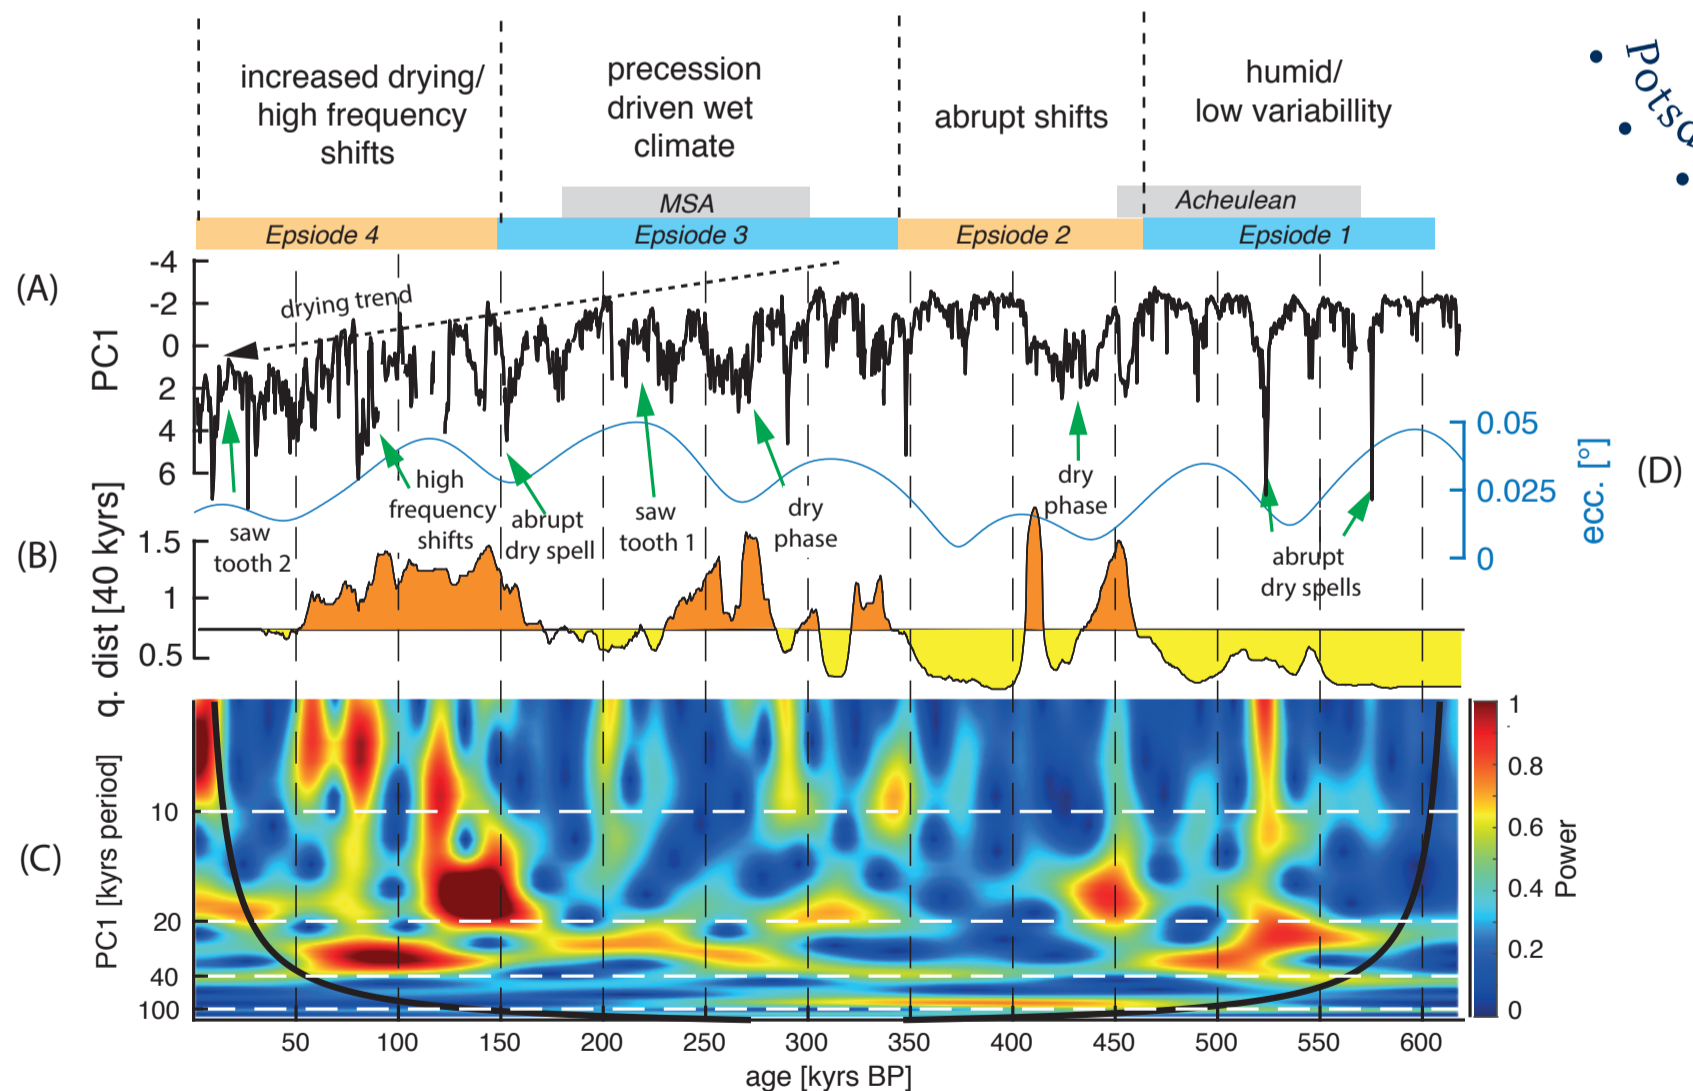 increased drying/
high frequency
shifts
precession
driven wet
climate
abrupt shifts
humid/
low variabillity
MSA
Acheulean
Epsiode 4
Epsiode 3
Epsiode 2
Epsiode 1
(A)
PC1
-4
-2
0
2
4
6
drying trend
saw
tooth 2
high
frequency
shifts
abrupt
dry spell
saw
tooth 1
dry
phase
dry
phase
abrupt
dry spells
0.05
0.025
0
ecc. [°]
(D)
(B)
q. dist [40 kyrs]
1.5
1
0.5
(C)
PC1 [kyrs period]
10
20
40
100
50
100
150
200
250
300
350
400
450
500
550
600
age [kyrs BP]
1
0.8
0.6
0.4
0.2
0
Power